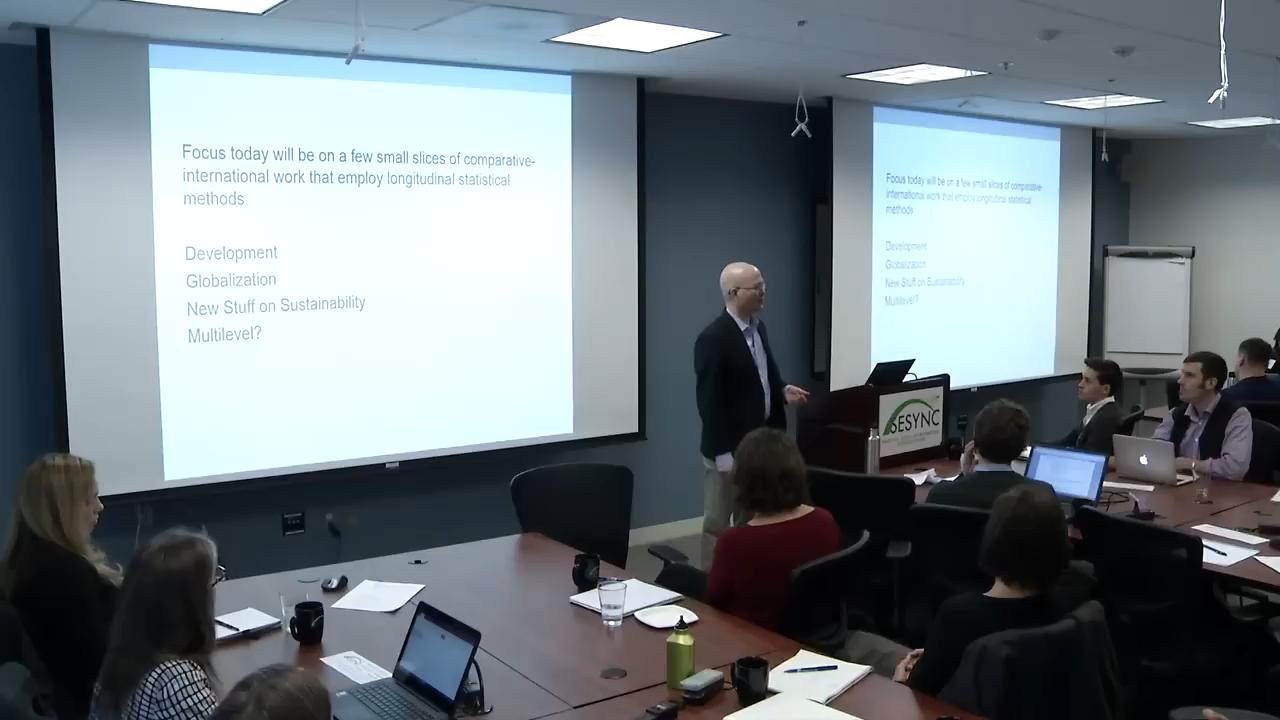 Focus today will be on a few small slices of comparative-
international work that employ longitudinal statistical
methods
Development
Globalization
New Stuff on Sustainability
Multilevel?
Focus today will be on a few small slices of comparative-
international work that employ longitudinal statistical
methods
Development
Globalization
New Stuff on Sustainability
Multilevel?
SESYNC